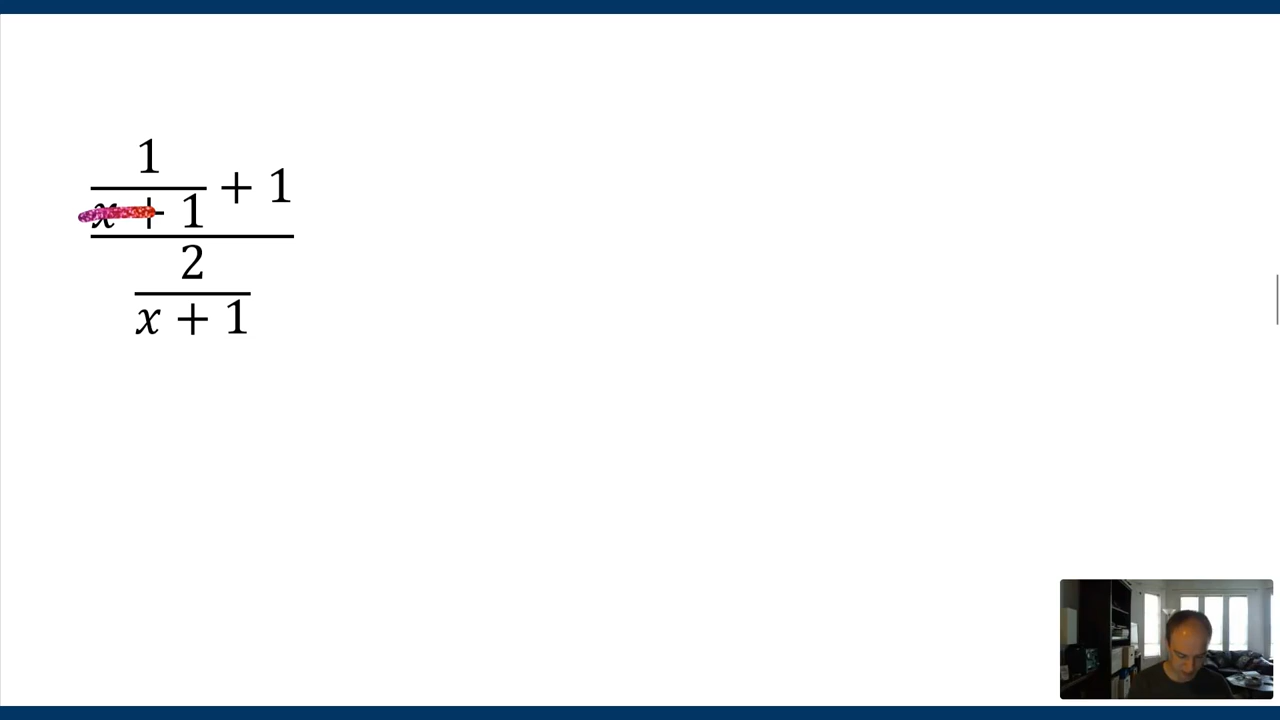 1
x + 1
+ 1
2
x + 1